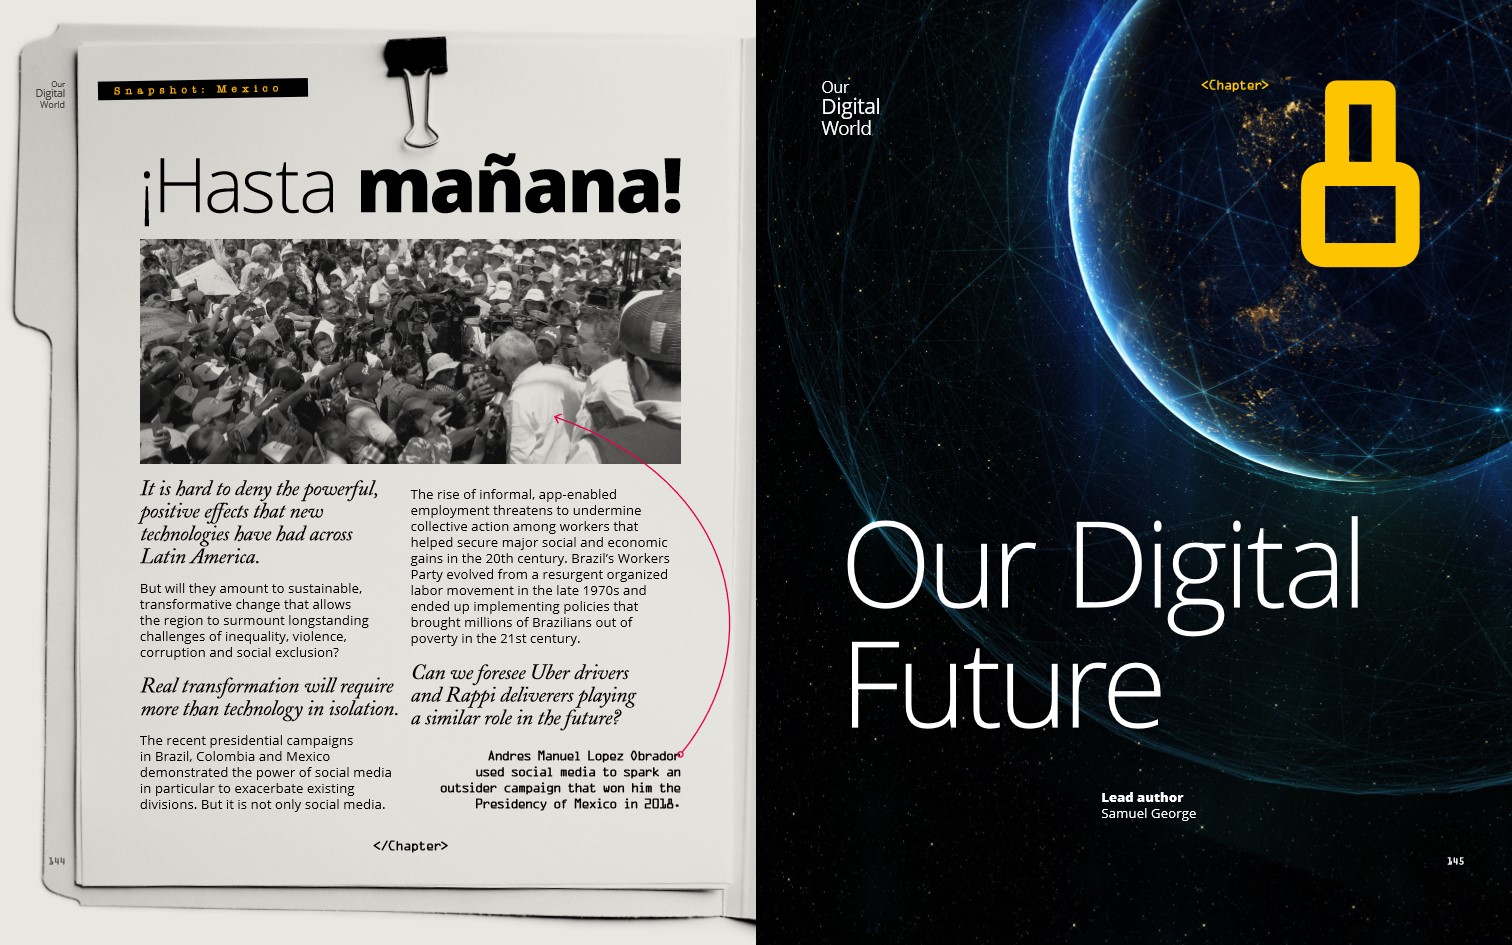 Our
Digital
World
Snapshot: Mexico
¡Hasta mañana!
It is hard to deny the powerful,
positive effects that new
technologies have had across
Latin America.
But will they amount to sustainable,
transformative change that allows
the region to surmount longstanding
challenges of inequality, violence,
corruption and social exclusion?
Real transformation will require
more than technology in isolation.
The recent presidential campaigns
in Brazil, Colombia and Mexico
demonstrated the power of social media
in particular to exacerbate existing
divisions. But it is not only social media.
The rise of informal, app-enabled
employment threatens to undermine
collective action among workers that
helped secure major social and economic
gains in the 20th century. Brazil’s Workers
Party evolved from a resurgent organized
labor movement in the late 1970s and
ended up implementing policies that
brought millions of Brazilians out of
poverty in the 21st century.
Can we foresee Uber drivers
and Rappi deliverers playing
a similar role in the future?
Andres Manuel Lopez Obrador
used social media to spark an
outsider campaign that won him the
Presidency of Mexico in 2018.
</Chapter>
144
Our
Digital
World
<Chapter>
8
Our Digital
Future
Lead author
Samuel George
145